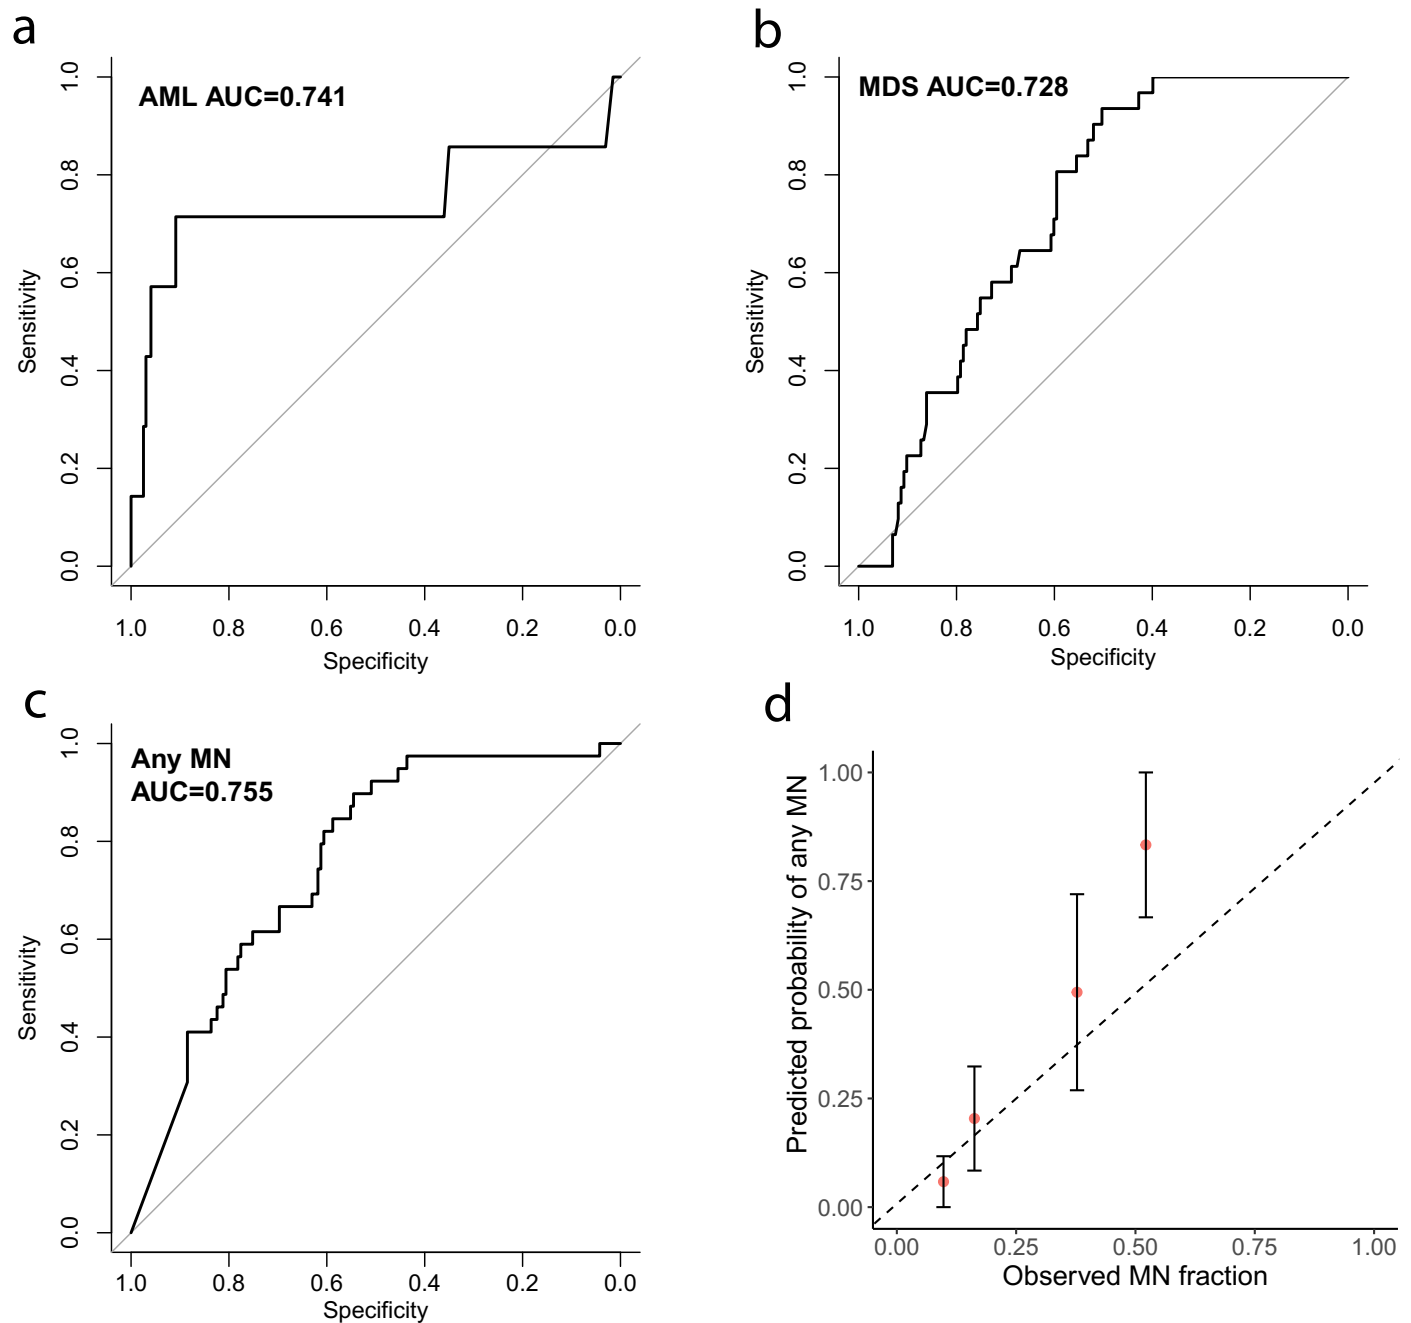 a
AML AUC=0.741
Sensitivity
0.0 0.2 0.4 0.6 0.8 1.0
1.0 0.8 0.6 0.4 0.2 0.0
Specificity
b
MDS AUC=0.728
Sensitivity
0.0 0.2 0.4 0.6 0.8 1.0
1.0 0.8 0.6 0.4 0.2 0.0
Specificity
c
Any MN
AUC=0.755
Sensitivity
0.0 0.2 0.4 0.6 0.8 1.0
1.0 0.8 0.6 0.4 0.2 0.0
Specificity
d
Predicted probability of any MN
1.00
0.75
0.50
0.25
0.00
0.00 0.25 0.50 0.75 1.00
Observed MN fraction